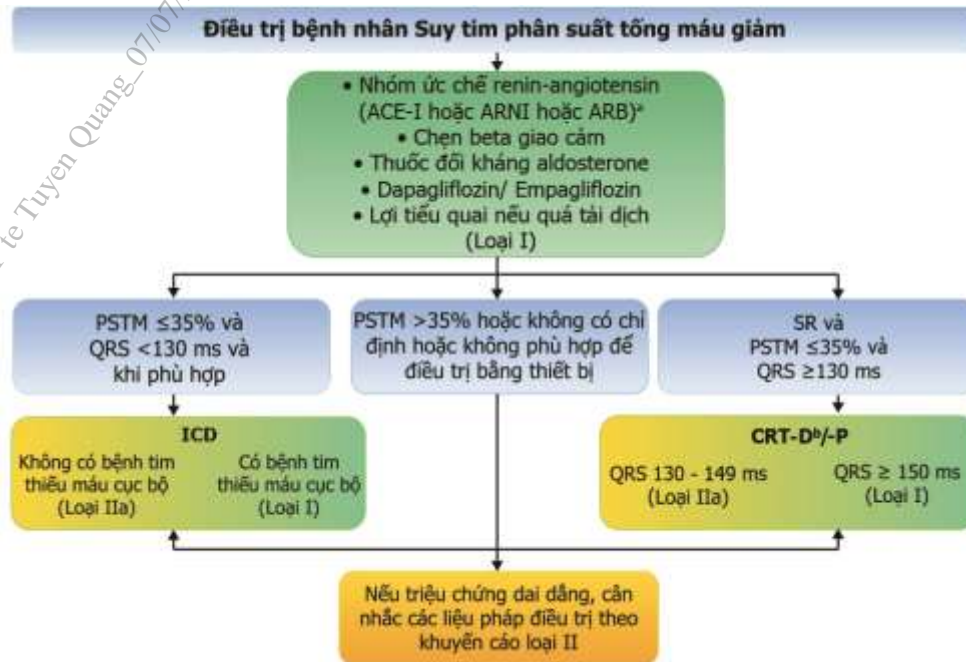 Điều trị bệnh nhân Suy tim phân suất tống máu giảm
te Tuyen Quang_07/07/
• Nhóm ức chế renin-angiotensin
(ACE-I hoặc ARNI hoặc ARB)ᵃ
• Chẹn beta giao cảm
• Thuốc đối kháng aldosterone
• Dapagliflozin/ Empagliflozin
• Lợi tiểu quai nếu quá tải dịch
(Loại I)
PSTM ≤35% và
QRS <130 ms và
khi phù hợp
PSTM >35% hoặc không có chỉ
định hoặc không phù hợp để
điều trị bằng thiết bị
SR và
PSTM ≤35% và
QRS ≥130 ms
ICD
Không có bệnh tim
thiếu máu cục bộ
(Loại IIa)
Có bệnh tim
thiếu máu cục bộ
(Loại I)
CRT-Dᵇ/-P
QRS 130 - 149 ms
(Loại IIa)
QRS ≥ 150 ms
(Loại I)
Nếu triệu chứng dai dẳng, cân
nhắc các liệu pháp điều trị theo
khuyến cáo loại II